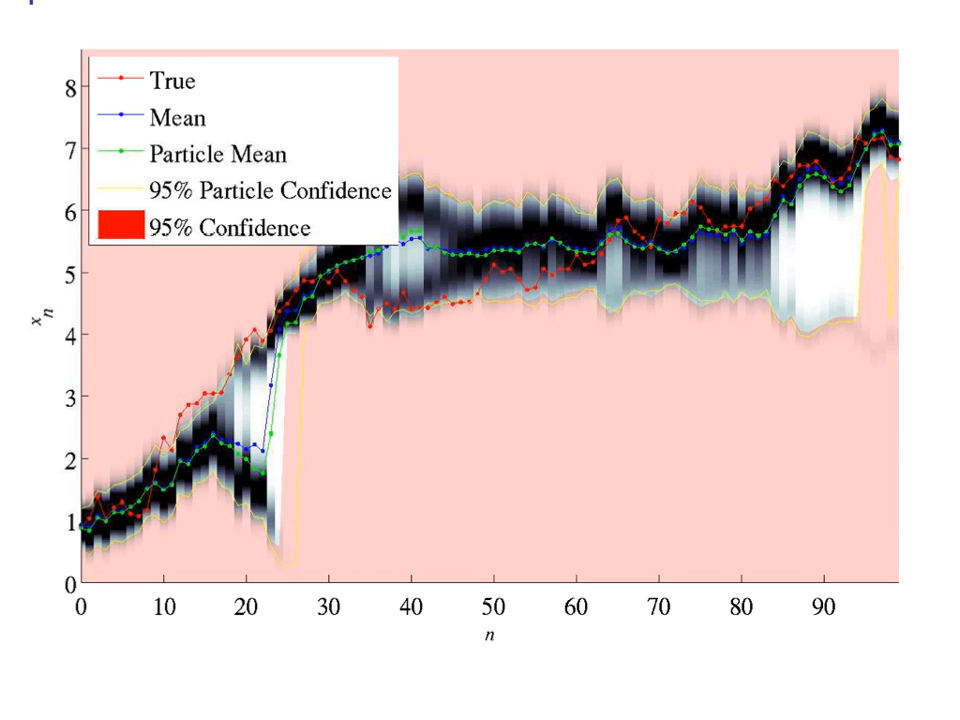 True
Mean
Particle Mean
95% Particle Confidence
95% Confidence
8
7
6
5
4
3
2
1
0
x_n
0 10 20 30 40 50 60 70 80 90
n